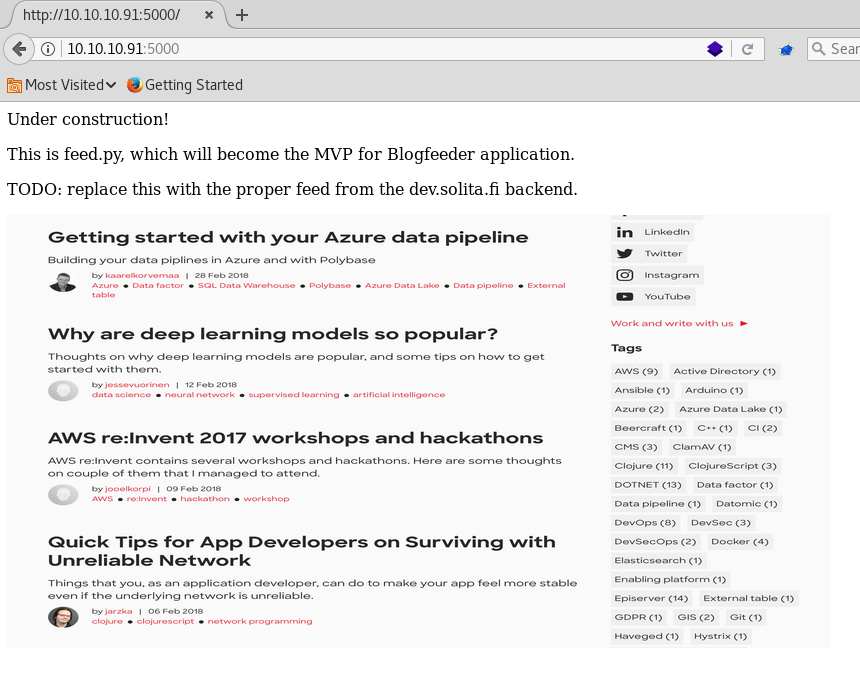 http://10.10.10.91:5000/
10.10.10.91:5000
Sear
Most Visited
Getting Started
Under construction!
This is feed.py, which will become the MVP for Blogfeeder application.
TODO: replace this with the proper feed from the dev.solita.fi backend.
Getting started with your Azure data pipeline
Building your data piplines in Azure and with Polybase
by kaarelkorvemaa | 28 Feb 2018
Azure ● Data factor ● SQL Data Warehouse ● Polybase ● Azure Data Lake ● Data pipeline ● External
table
Why are deep learning models so popular?
Thoughts on why deep learning models are popular, and some tips on how to get
started with them.
by jessevuorinen | 12 Feb 2018
data science ● neural network ● supervised learning ● artificial intelligence
AWS re:Invent 2017 workshops and hackathons
AWS re:Invent contains several workshops and hackathons. Here are some thoughts
on couple of them that I managed to attend.
by jooelkorpi | 09 Feb 2018
AWS ● re:Invent ● hackathon ● workshop
Quick Tips for App Developers on Surviving with
Unreliable Network
Things that you, as an application developer, can do to make your app feel more stable
even if the underlying network is unreliable.
by jarzka | 06 Feb 2018
clojure ● clojurescript ● network programming
LinkedIn
Twitter
Instagram
YouTube
Work and write with us ►
Tags
AWS (9) Active Directory (1)
Ansible (1) Arduino (1)
Azure (2) Azure Data Lake (1)
Beercraft (1) C++ (1) CI (2)
CMS (3) ClamAV (1)
Clojure (11) ClojureScript (3)
DOTNET (13) Data factor (1)
Data pipeline (1) Datomic (1)
DevOps (8) DevSec (3)
DevSecOps (2) Docker (4)
Elasticsearch (1)
Enabling platform (1)
Episerver (14) External table (1)
GDPR (1) GIS (2) Git (1)
Haveged (1) Hystrix (1)